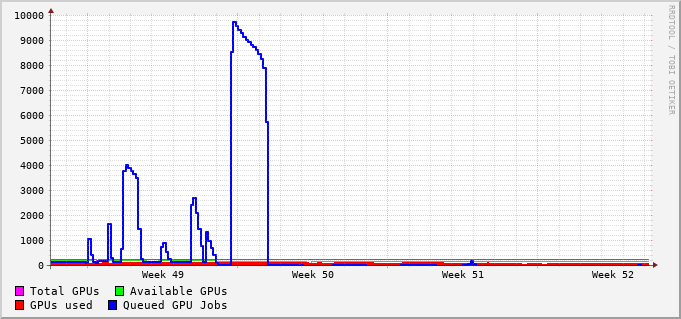 10000
9000
8000
7000
6000
5000
4000
3000
2000
1000
0
Week 49 Week 50 Week 51 Week 52
Total GPUs Available GPUs
GPUs used Queued GPU Jobs
RRDTOOL / TOBI OETIKER